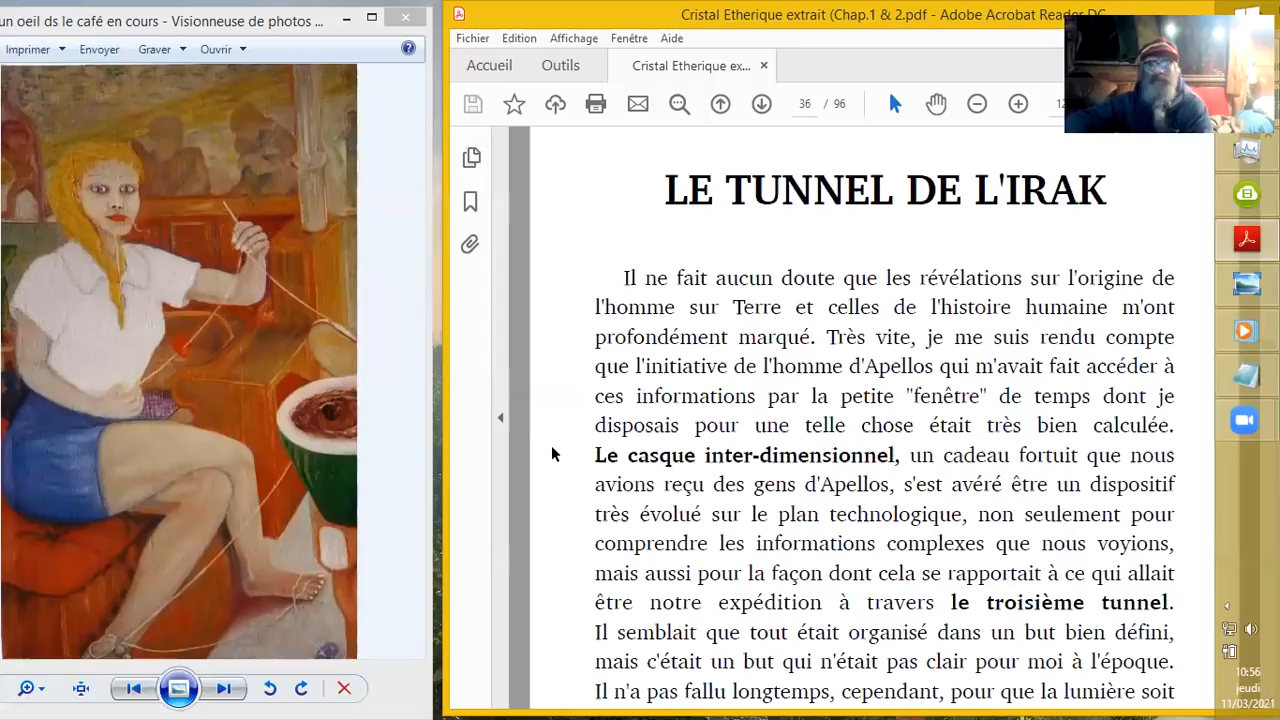 un oeil ds le café en cours - Visionneuse de photos ...
Imprimer
Envoyer
Graver
Ouvrir
Cristal Etherique extrait (Chap.1 & 2.pdf - Adobe Acrobat Reader DC
Fichier Edition Affichage Fenêtre Aide
Accueil
Outils
Cristal Etherique ex...
36 / 96
LE TUNNEL DE L'IRAK
Il ne fait aucun doute que les révélations sur l'origine de
l'homme sur Terre et celles de l'histoire humaine m'ont
profondément marqué. Très vite, je me suis rendu compte
que l'initiative de l'homme d'Apellos qui m'avait fait accéder à
ces informations par la petite "fenêtre" de temps dont je
disposais pour une telle chose était très bien calculée.
Le casque inter-dimensionnel, un cadeau fortuit que nous
avions reçu des gens d'Apellos, s'est avéré être un dispositif
très évolué sur le plan technologique, non seulement pour
comprendre les informations complexes que nous voyions,
mais aussi pour la façon dont cela se rapportait à ce qui allait
être notre expédition à travers le troisième tunnel.
Il semblait que tout était organisé dans un but bien défini,
mais c'était un but qui n'était pas clair pour moi à l'époque.
Il n'a pas fallu longtemps, cependant, pour que la lumière soit
10:56
jeudi
11/03/2021